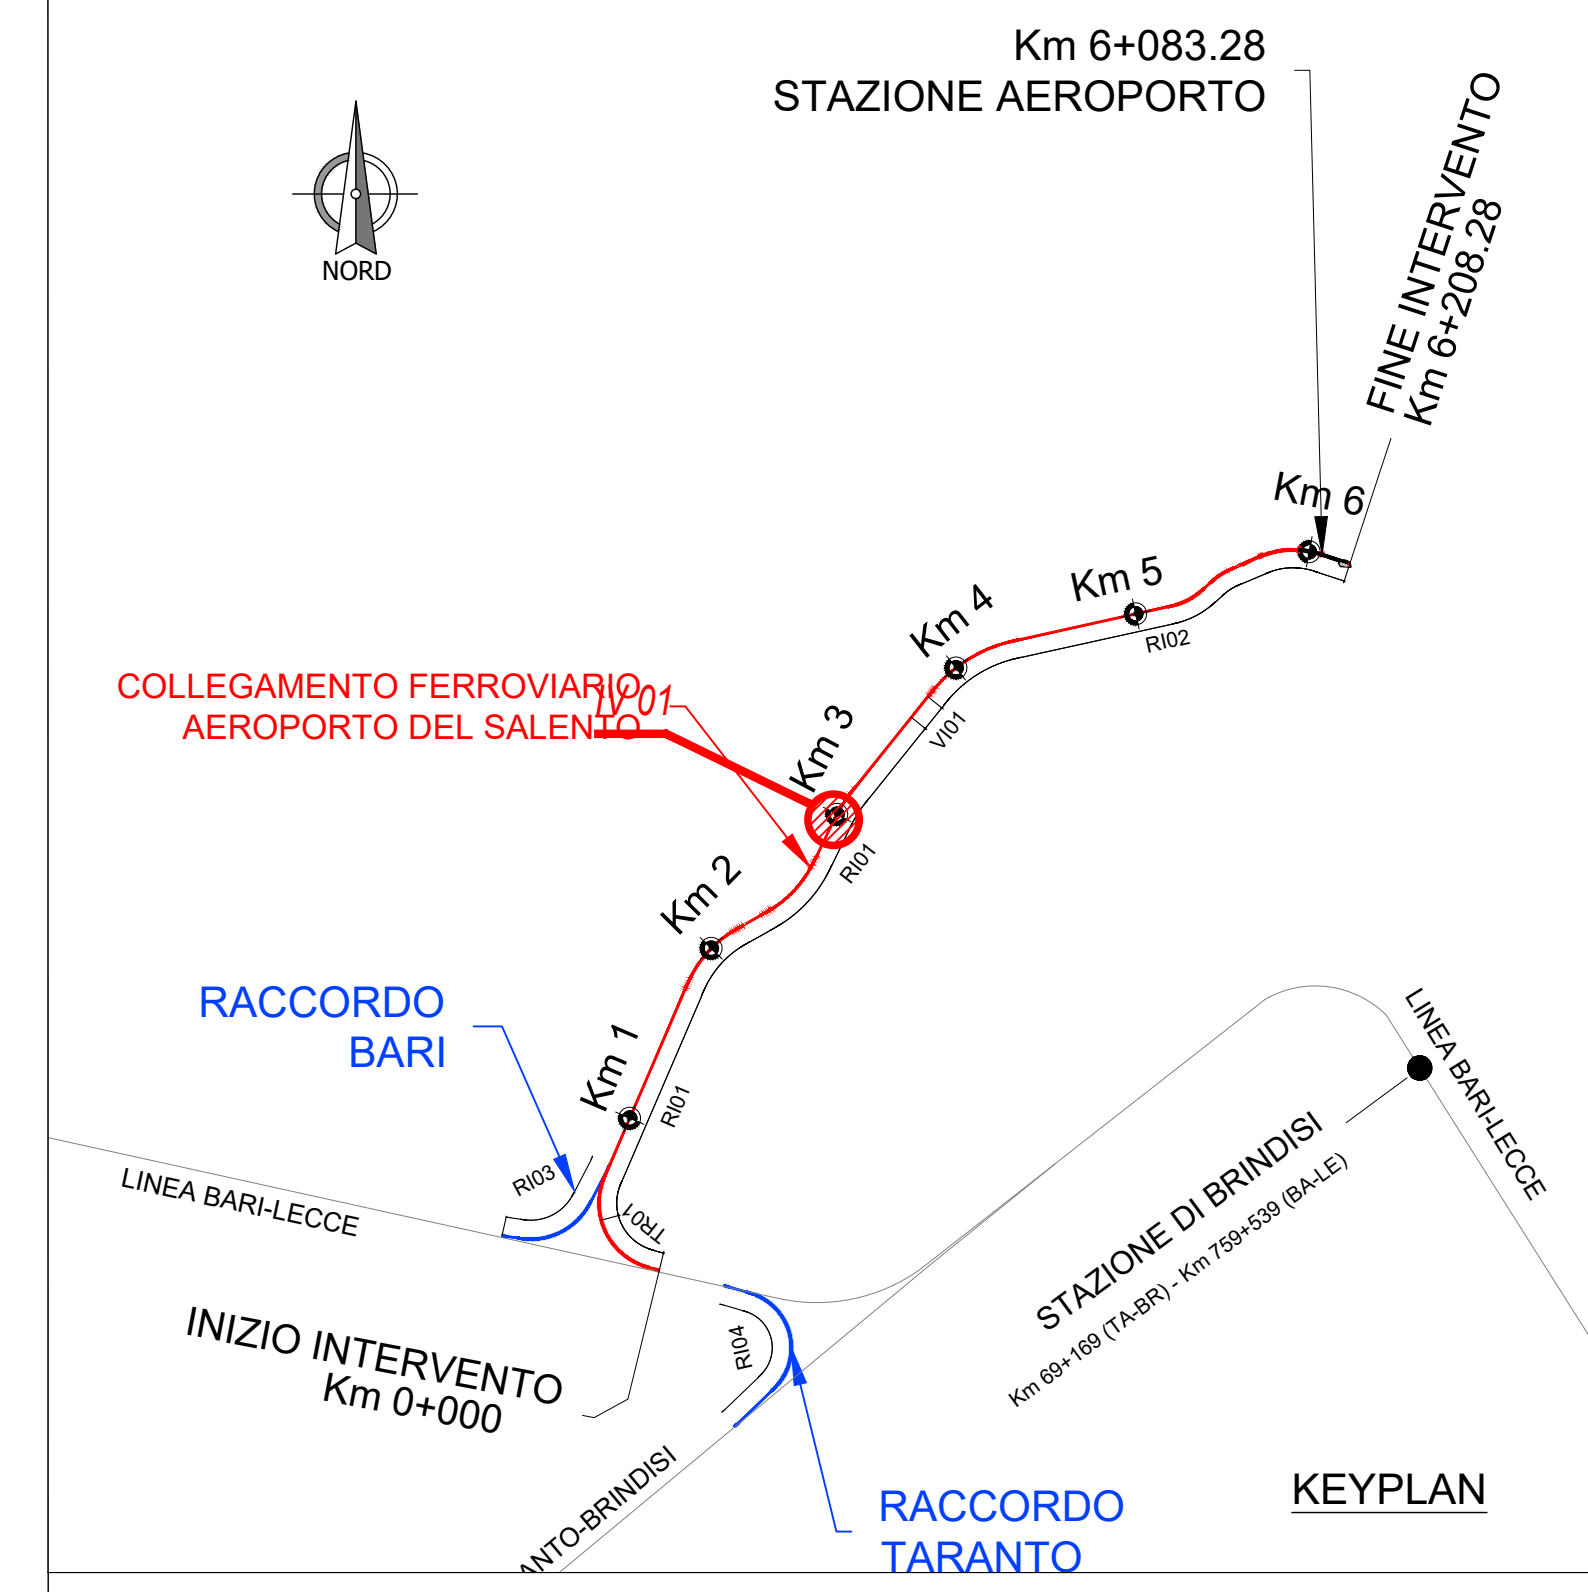 Km 6+083.28
STAZIONE AEROPORTO
FINE INTERVENTO
Km 6+208.28
NORD
Km 6
Km 5
Km 4
RI02
COLLEGAMENTO FERROVIARIO
AEROPORTO DEL SALENTO
IV 01
VI01
Km 3
RI01
Km 2
RACCORDO
BARI
Km 1
RI01
LINEA BARI-LECCE
RI03
TR01
LINEA BARI-LECCE
STAZIONE DI BRINDISI
Km 69+169 (TA-BR) - Km 759+539 (BA-LE)
INIZIO INTERVENTO
Km 0+000
RI04
ANTO-BRINDISI
RACCORDO
TARANTO
KEYPLAN